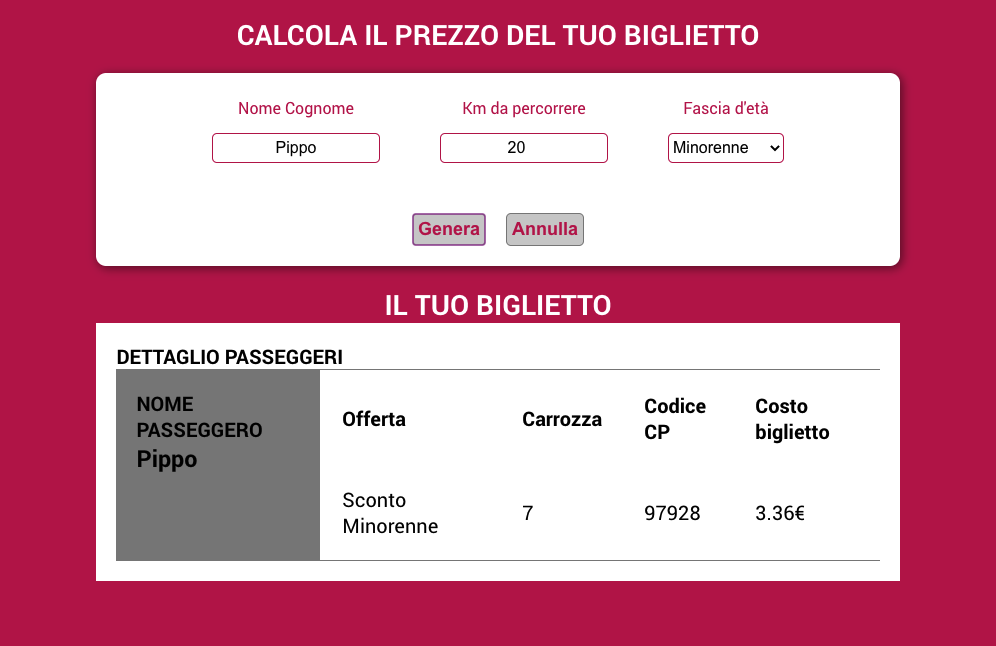 CALCOLA IL PREZZO DEL TUO BIGLIETTO
Nome Cognome
Km da percorrere
Fascia d'età
Pippo
20
Minorenne
Genera
Annulla
IL TUO BIGLIETTO
DETTAGLIO PASSEGGERI
NOME
PASSEGGERO
Pippo
Offerta
Carrozza
Codice
CP
Costo
biglietto
Sconto
Minorenne
7
97928
3.36€